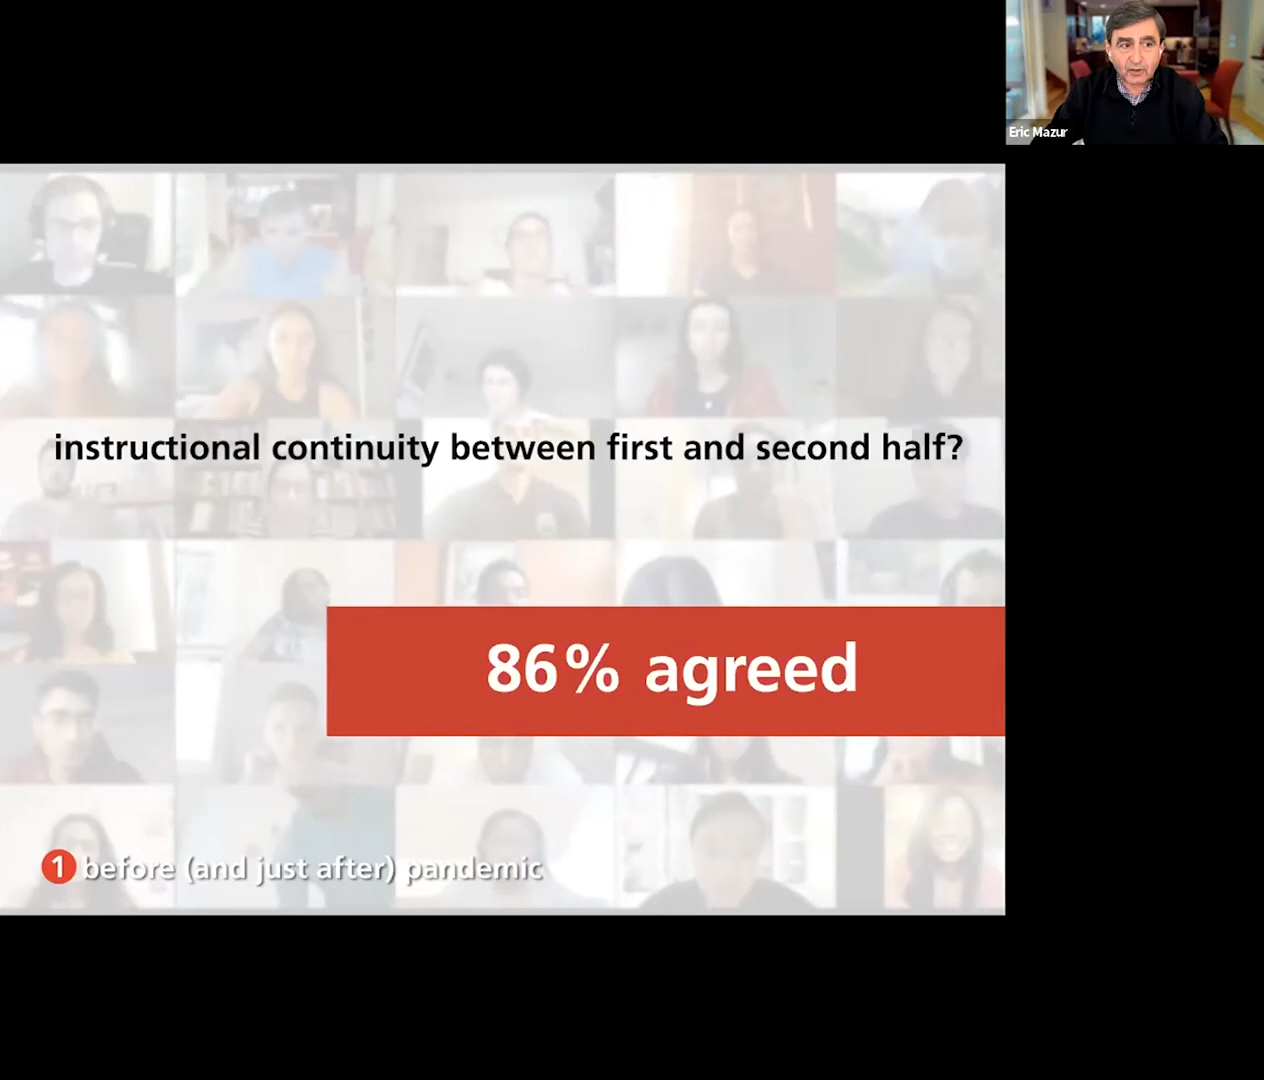 Eric Mazur
instructional continuity between first and second half?
86% agreed
1 before (and just after) pandemic